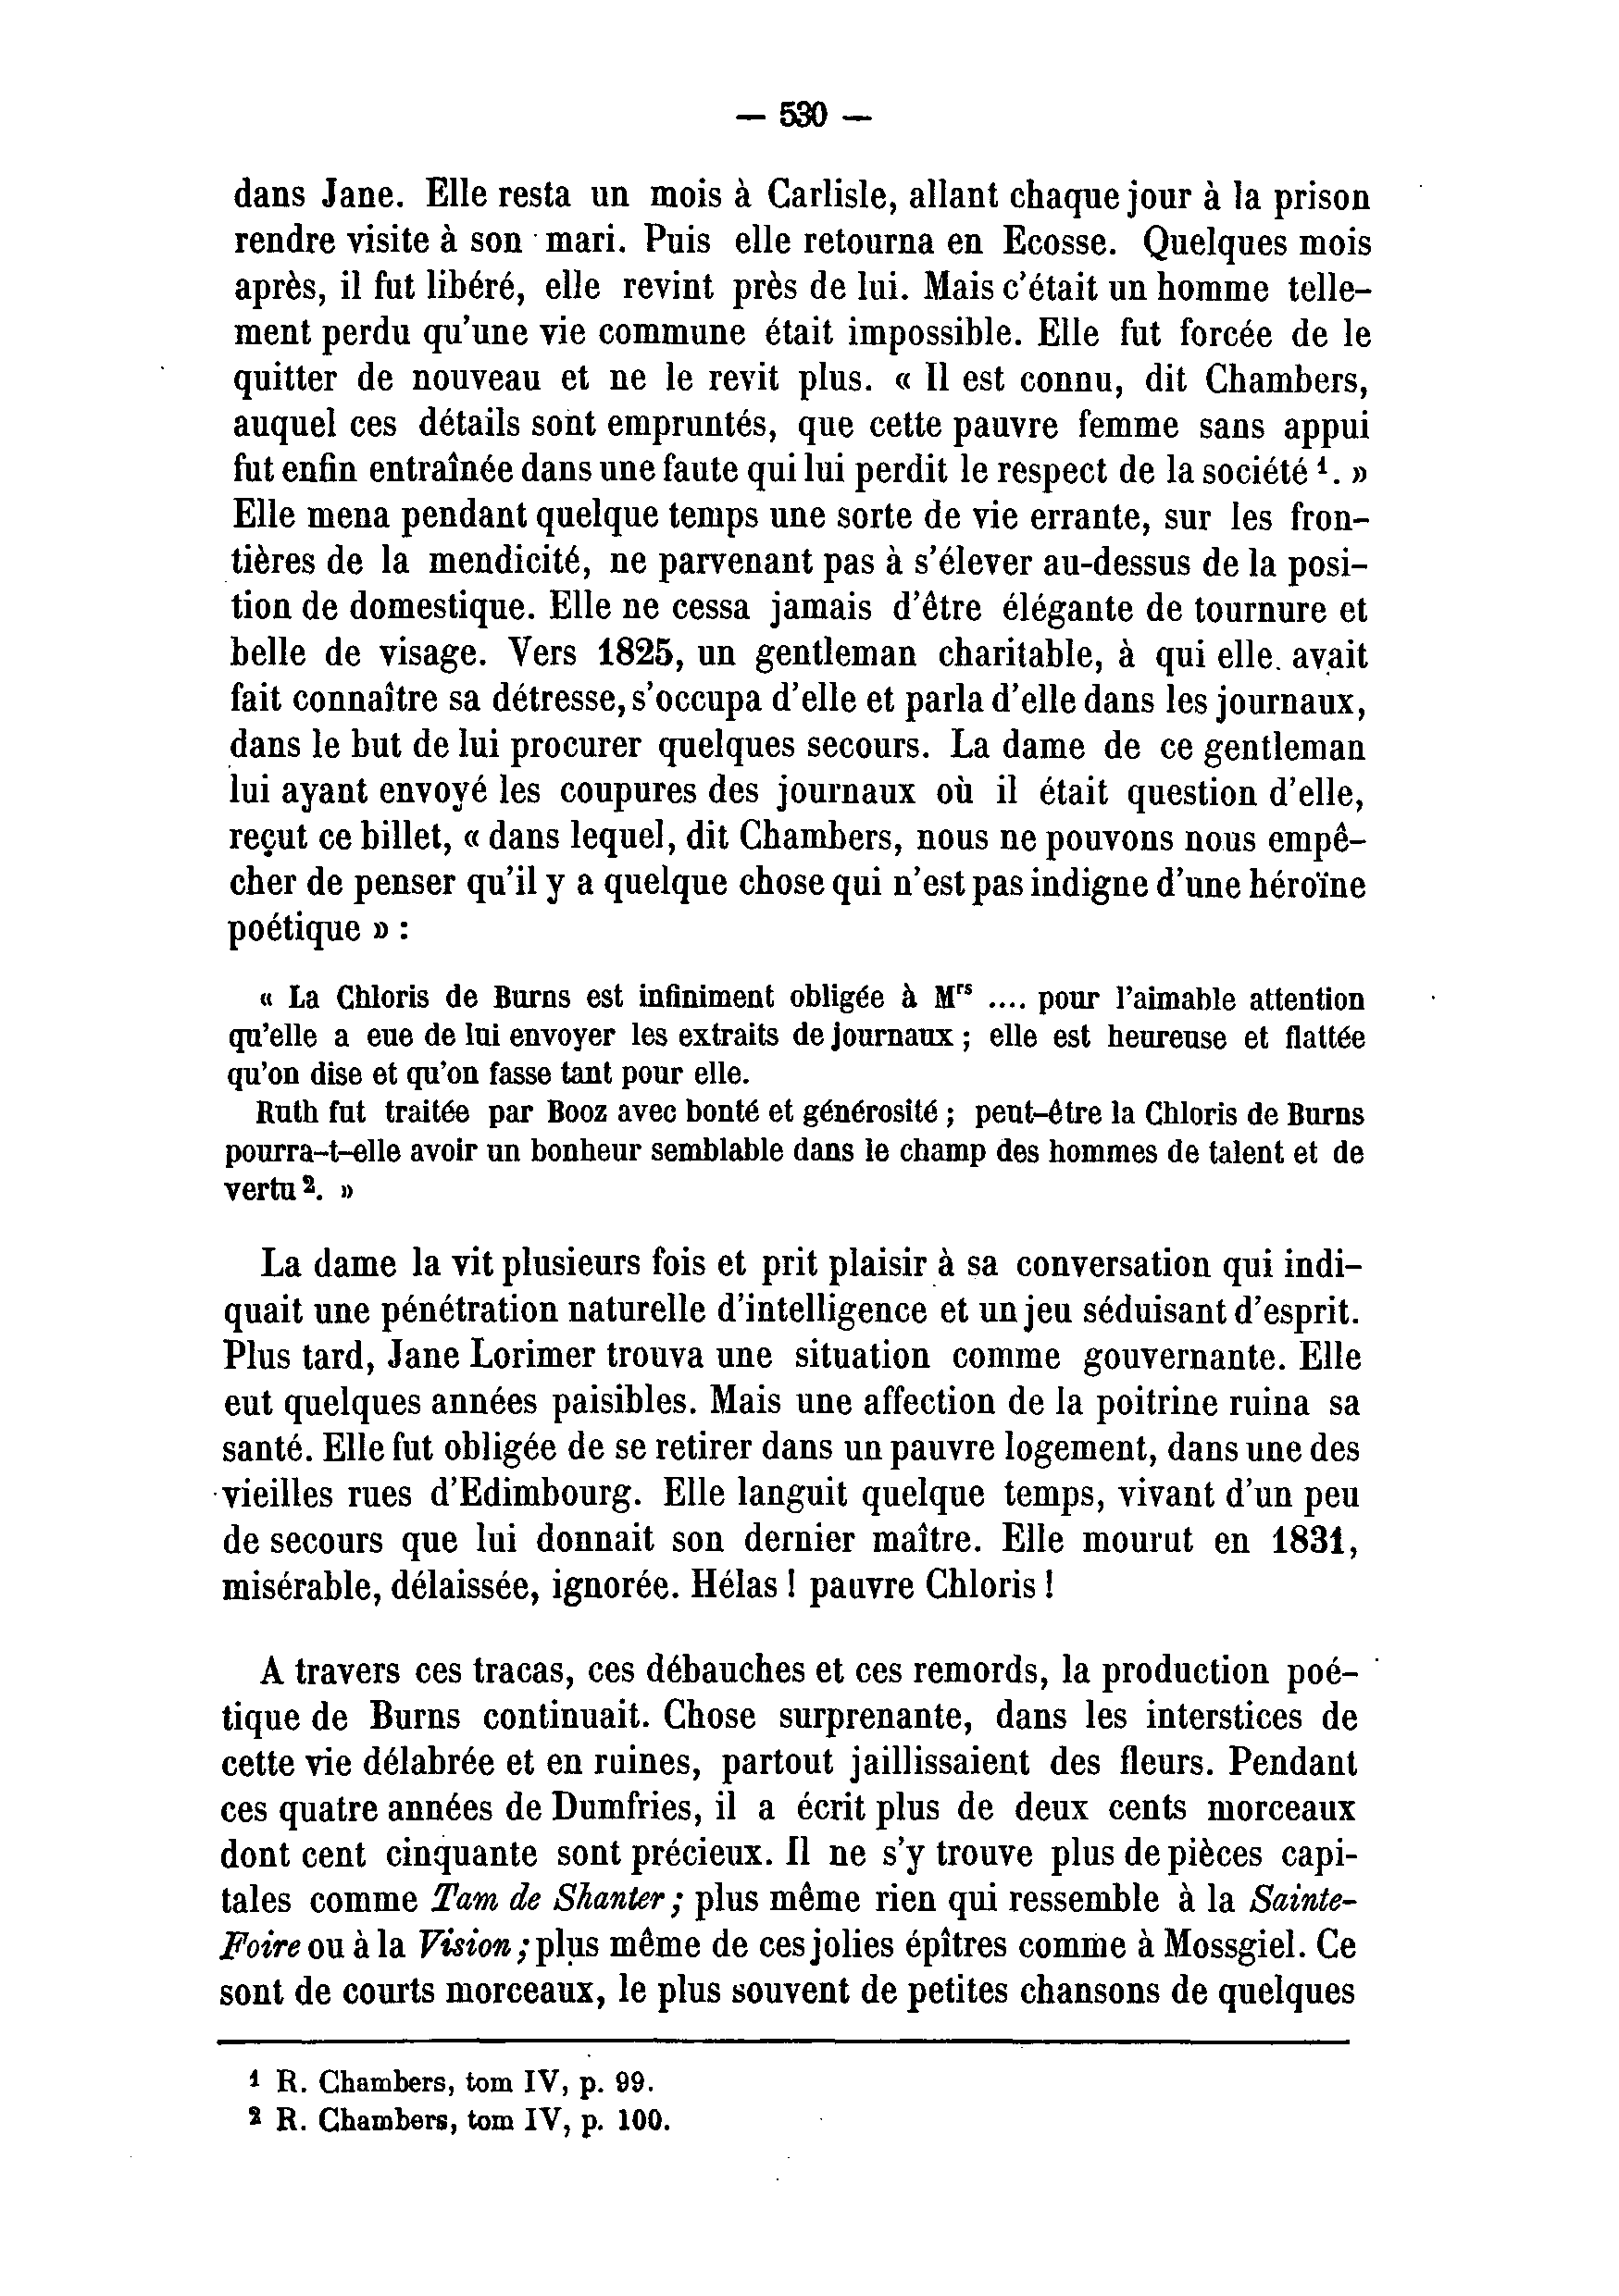 — 530 —
dans Jane. Elle resta un mois à Carlisle, allant chaque jour à la prison
rendre visite à son mari. Puis elle retourna en Ecosse. Quelques mois
après, il fut libéré, elle revint près de lui. Mais c'était un homme telle-
ment perdu qu'une vie commune était impossible. Elle fut forcée de le
quitter de nouveau et ne le revit plus. « Il est connu, dit Chambers,
auquel ces détails sont empruntés, que cette pauvre femme sans appui
fut enfin entraînée dans une faute qui lui perdit le respect de la société ¹. »
Elle mena pendant quelque temps une sorte de vie errante, sur les fron-
tières de la mendicité, ne parvenant pas à s'élever au-dessus de la posi-
tion de domestique. Elle ne cessa jamais d'être élégante de tournure et
belle de visage. Vers 1825, un gentleman charitable, à qui elle avait
fait connaître sa détresse, s'occupa d'elle et parla d'elle dans les journaux,
dans le but de lui procurer quelques secours. La dame de ce gentleman
lui ayant envoyé les coupures des journaux où il était question d'elle,
reçut ce billet, « dans lequel, dit Chambers, nous ne pouvons nous empê-
cher de penser qu'il y a quelque chose qui n'est pas indigne d'une héroïne
poétique » :
« La Chloris de Burns est infiniment obligée à Mrs .... pour l'aimable attention
qu'elle a eue de lui envoyer les extraits de journaux ; elle est heureuse et flattée
qu'on dise et qu'on fasse tant pour elle.
Ruth fut traitée par Booz avec bonté et générosité ; peut-être la Chloris de Burns
pourra-t-elle avoir un bonheur semblable dans le champ des hommes de talent et de
vertu ². »
La dame la vit plusieurs fois et prit plaisir à sa conversation qui indi-
quait une pénétration naturelle d'intelligence et un jeu séduisant d'esprit.
Plus tard, Jane Lorimer trouva une situation comme gouvernante. Elle
eut quelques années paisibles. Mais une affection de la poitrine ruina sa
santé. Elle fut obligée de se retirer dans un pauvre logement, dans une des
vieilles rues d'Edimbourg. Elle languit quelque temps, vivant d'un peu
de secours que lui donnait son dernier maître. Elle mourut en 1831,
misérable, délaissée, ignorée. Hélas ! pauvre Chloris !
A travers ces tracas, ces débauches et ces remords, la production poé-
tique de Burns continuait. Chose surprenante, dans les interstices de
cette vie délabrée et en ruines, partout jaillissaient des fleurs. Pendant
ces quatre années de Dumfries, il a écrit plus de deux cents morceaux
dont cent cinquante sont précieux. Il ne s'y trouve plus de pièces capi-
tales comme Tam de Shanter ; plus même rien qui ressemble à la Sainte-
Foire ou à la Vision ; plus même de ces jolies épîtres comme à Mossgiel. Ce
sont de courts morceaux, le plus souvent de petites chansons de quelques
¹ R. Chambers, tom IV, p. 99.
² R. Chambers, tom IV, p. 100.